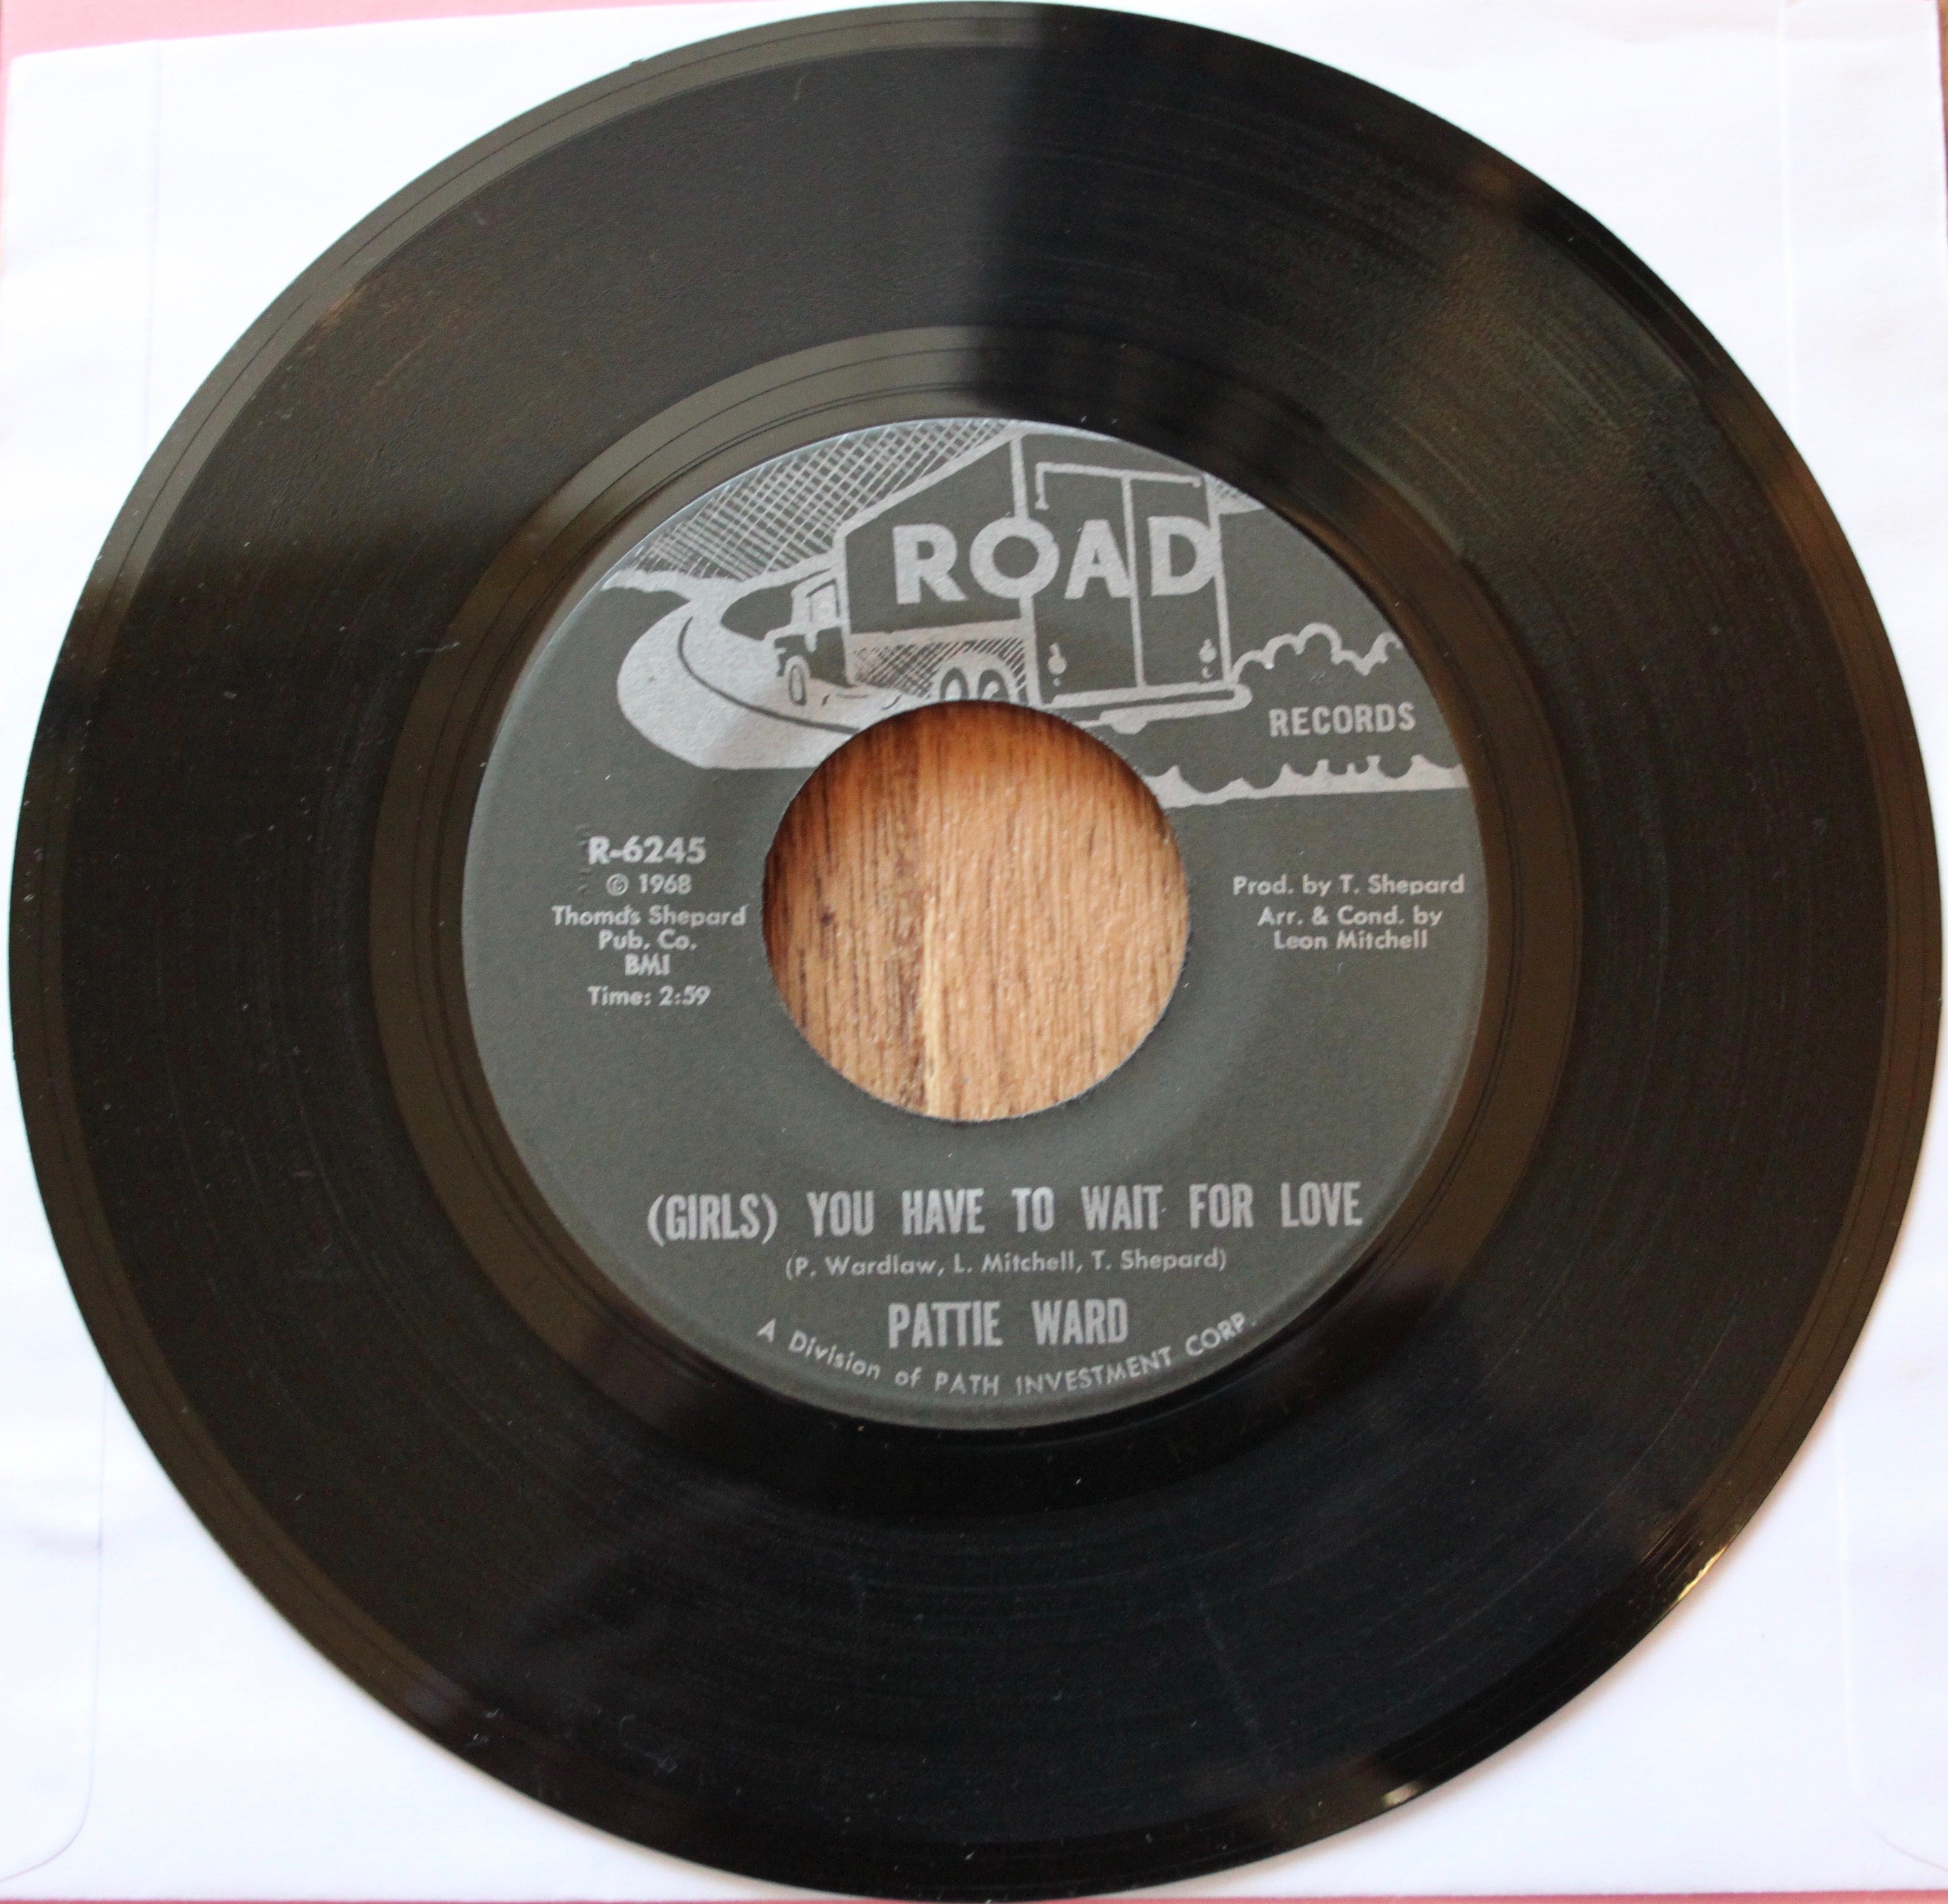 ROAD
RECORDS
R-6245
© 1968
Thomas Shepard
Pub. Co.
BMI
Time: 2:59
Prod. by T. Shepard
Arr. & Cond. by
Leon Mitchell
(GIRLS) YOU HAVE TO WAIT FOR LOVE
(P. Wardlaw, L. Mitchell, T. Shepard)
PATTIE WARD
A Division of PATH INVESTMENT CORP.